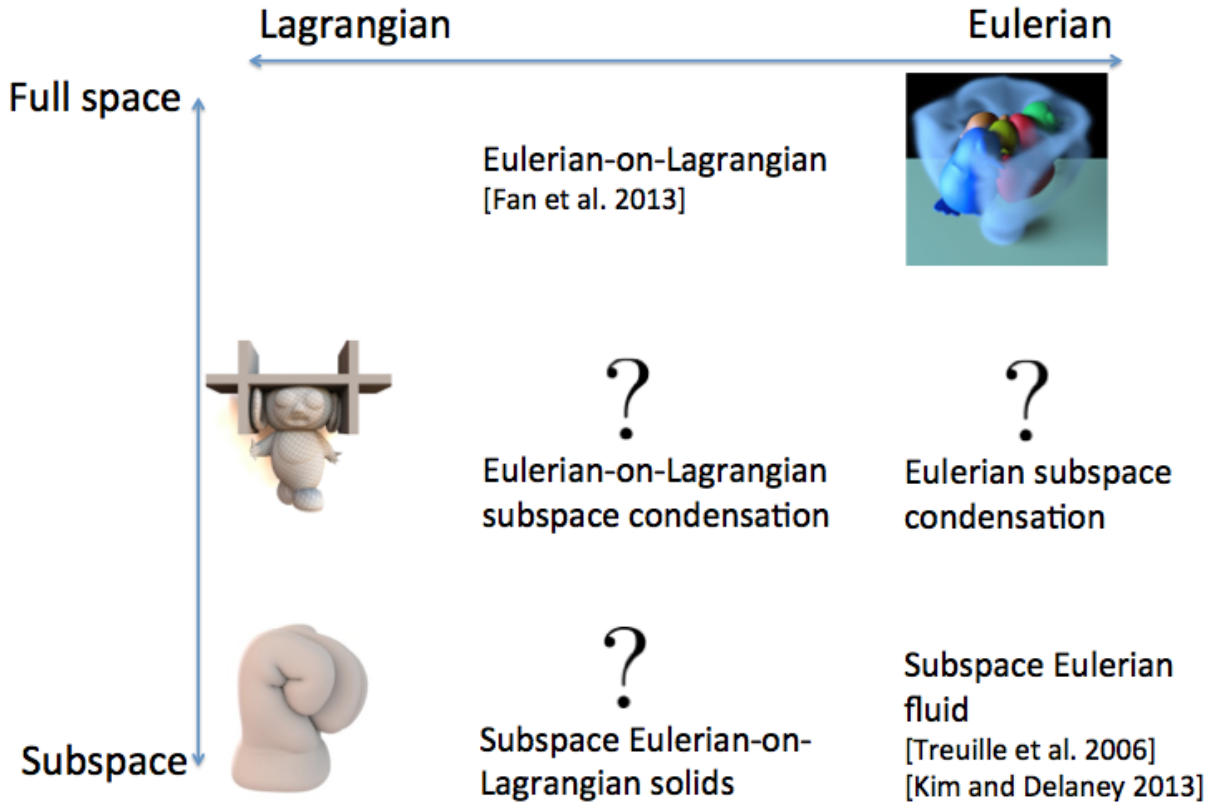 Lagrangian
Eulerian
Full space
Eulerian-on-Lagrangian
[Fan et al. 2013]
?
?
Eulerian-on-Lagrangian
subspace condensation
Eulerian subspace
condensation
?
Subspace Eulerian-on-
Lagrangian solids
Subspace Eulerian
fluid
[Treuille et al. 2006]
[Kim and Delaney 2013]
Subspace